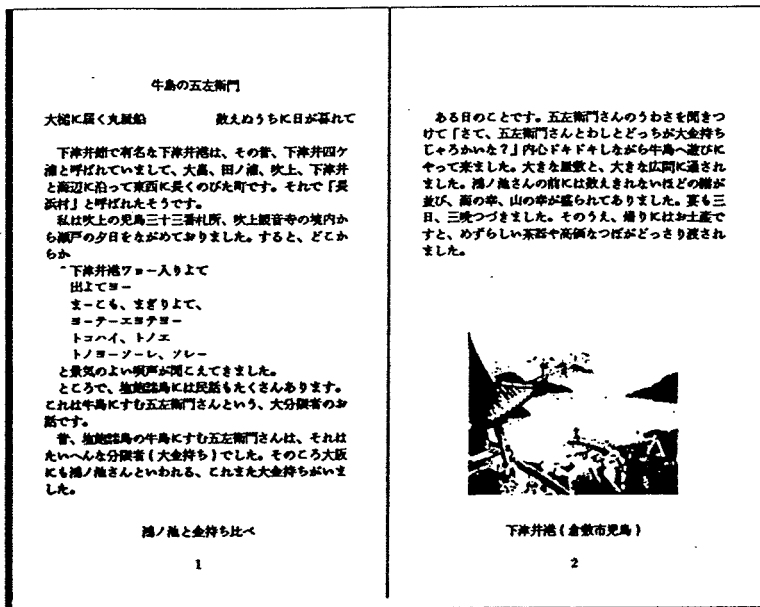 牛島の五左衛門
大槌に届く丸亀船　数えぬうちに日が暮れて
下津井節で有名な下津井港は、その昔、下津井四ケ
浦と呼ばれていまして、大畠、田ノ浦、吹上、下津井
と海辺に沿って東西に長くのびた町です。それで「長
浜村」と呼ばれたそうです。
私は吹上の児島三十三番札所、吹上観音寺の境内か
ら瀬戸の夕日をながめておりました。すると、どこか
らか
下津井港ワヨー入りよて
出よてヨー
まーこも、まぎりよて、
ヨーテーエヨテヨー
トコハイ、トノエ
トノヨーソーレ、ソレー
と景気のよい唄声が聞こえてきました。
ところで、塩飽諸島には民話もたくさんあります。
これは牛島にすむ五左衛門さんという、大分限者のお
話です。
昔、塩飽諸島の牛島にすむ五左衛門さんは、それは
たいへんな分限者(大金持ち)でした。そのころ大阪
にも鴻ノ池さんといわれる、これまた大金持ちがいま
した。
鴻ノ池と金持ち比べ
1
ある日のことです。五左衛門さんのうわさを聞きつ
けて「さて、五左衛門さんとわしとどっちが大金持ち
じゃろかいな?」内心ドキドキしながら牛島へ遊びに
やって来ました。大きな屋敷と、大きな広間に通され
ました。鴻ノ池さんの前には数えきれないほどの膳が
並び、海の幸、山の幸が盛られてありました。宴も三
日、三晩つづきました。そのうえ、帰りにはお土産で
すと、めずらしい茶器や高価なつぼがどっさり渡され
ました。
下津井港(倉敷市児島)
2